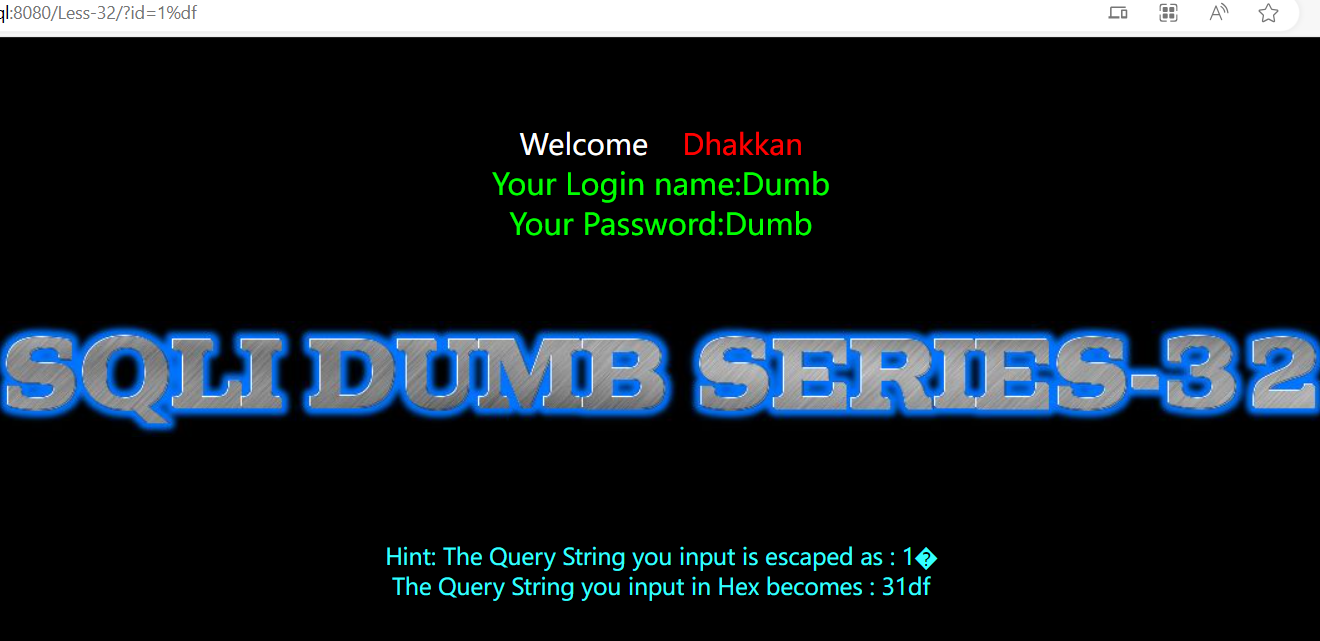 ql:8080/Less-32/?id=1%df
Welcome Dhakkan
Your Login name:Dumb
Your Password:Dumb
SQLI DUMB SERIES-32
Hint: The Query String you input is escaped as : 1�
The Query String you input in Hex becomes : 31df